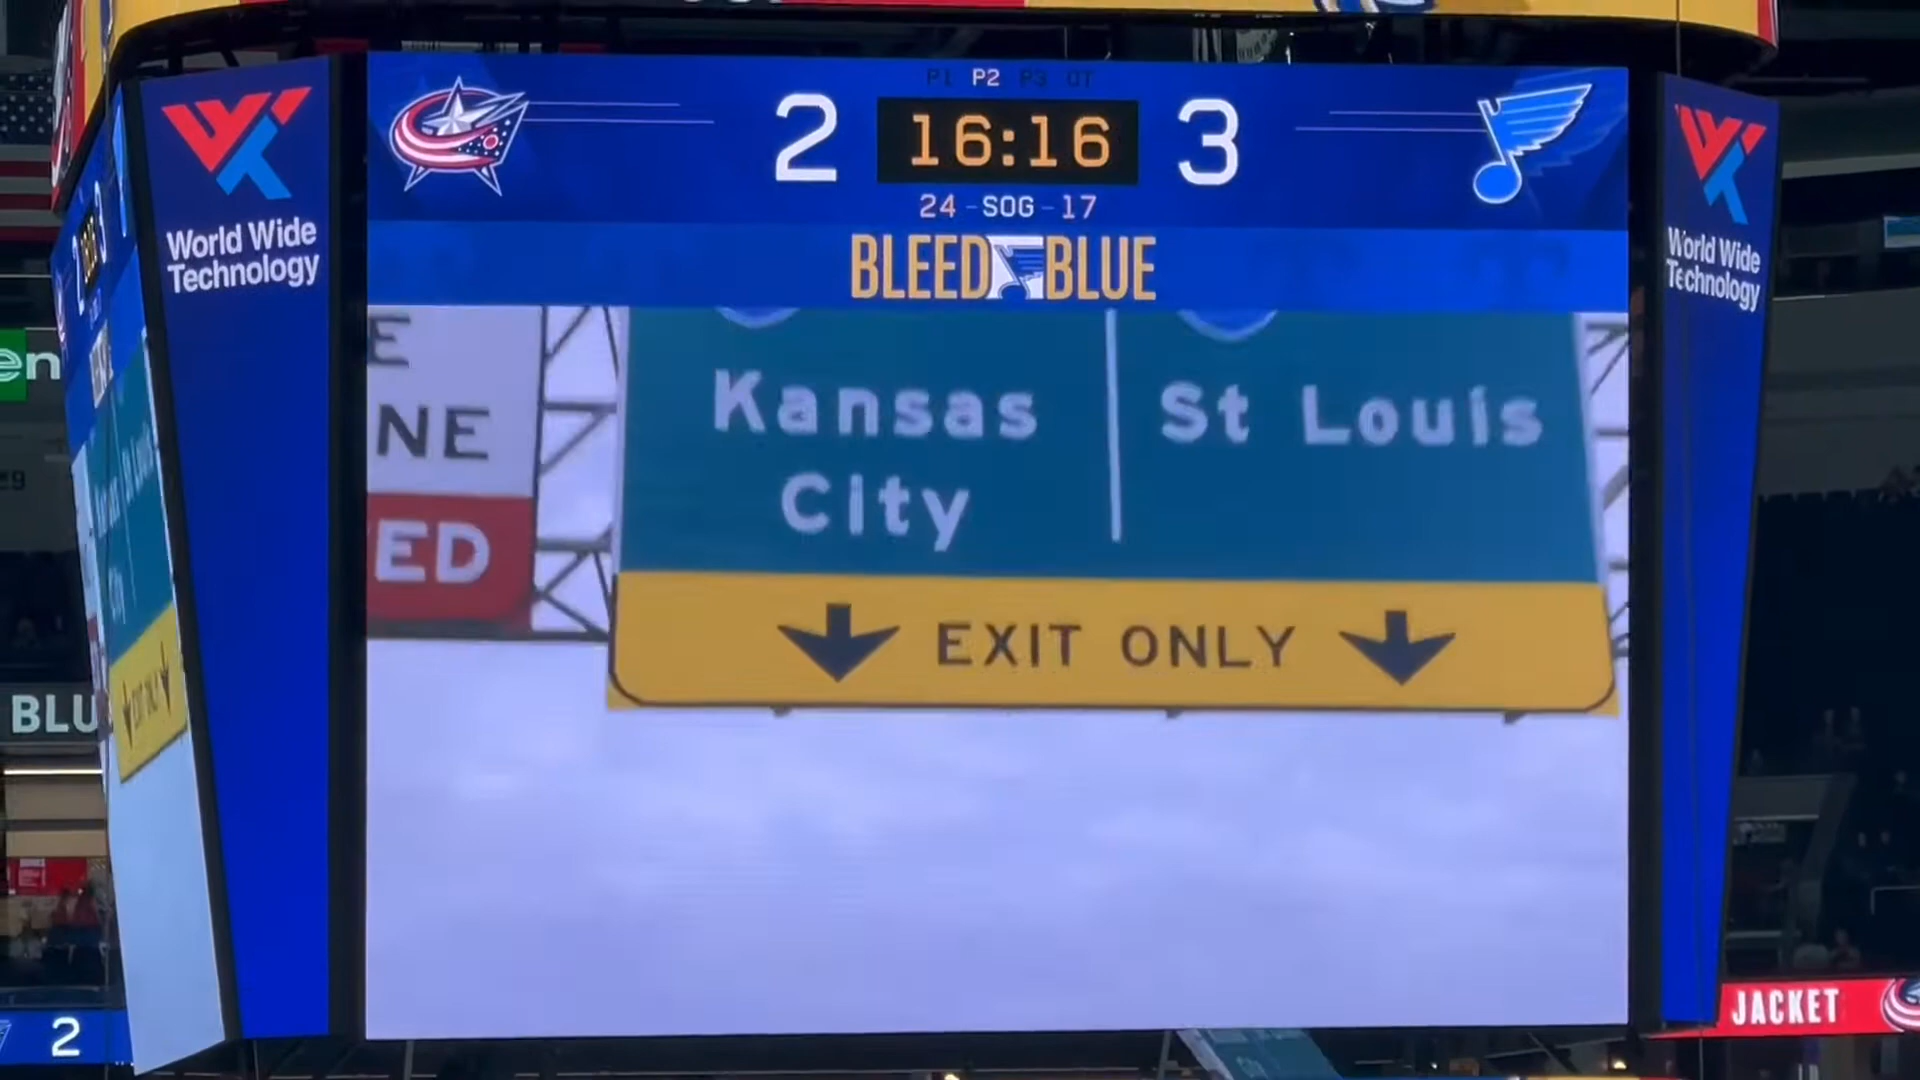 P1 P2 P3 OT
2 16:16 3
24 - SOG - 17
BLEED BLUE
World Wide
Technology
World Wide
Technology
E
NE
ED
Kansas
City
St Louis
EXIT ONLY
en
BLU
2
JACKET